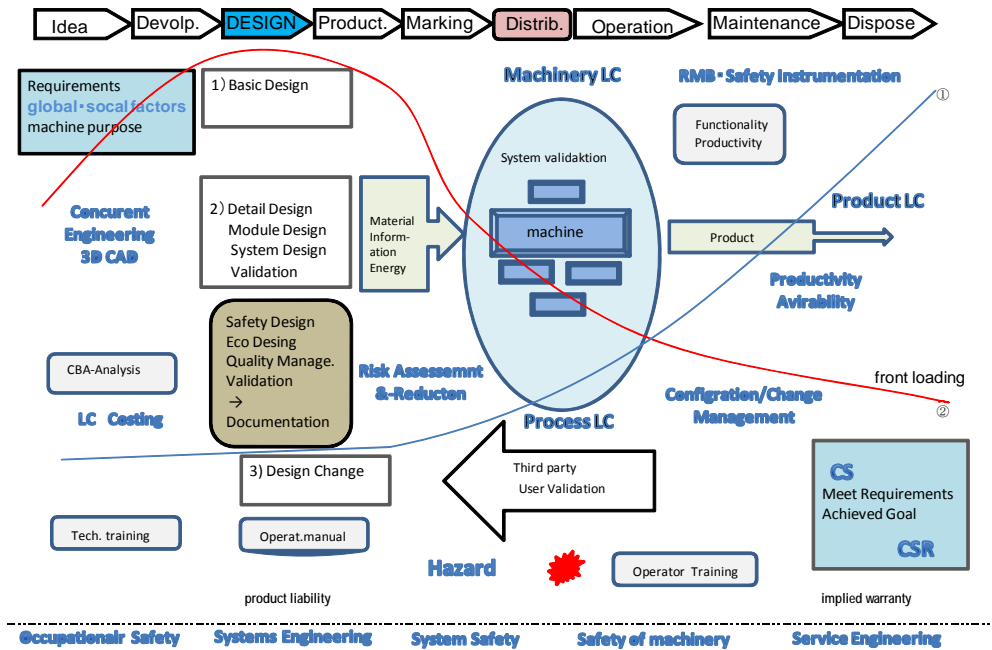 Idea
Devolp.
DESIGN
Product.
Marking
Distrib.
Operation
Maintenance
Dispose
Requirements
global・socal factors
machine purpose
1) Basic Design
Machinery LC
RMB・Safety Instrumentation
①
Functionality
Productivity
System validaktion
2) Detail Design
Module Design
System Design
Validation
Concurent
Engineering
3D CAD
Material
Inform-
ation
Energy
machine
Product LC
Product
Productivity
Avirability
Safety Design
Eco Desing
Quality Manage.
Validation
→
Documentation
CBA-Analysis
LC Costing
Risk Assessemnt
&-Reducton
front loading
②
Configration/Change
Management
Process LC
3) Design Change
Third party
User Validation
CS
Meet Requirements
Achieved Goal
CSR
Tech. training
Operat.manual
Hazard
Operator Training
product liability
implied warranty
Occupationair Safety
Systems Engineering
System Safety
Safety of machinery
Service Engineering